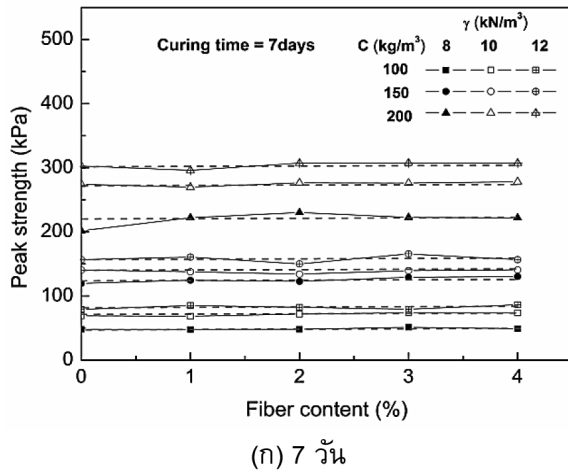 Peak strength (kPa)
500
400
300
200
100
0
Curing time = 7days
γ (kN/m³)
C (kg/m³) 8 10 12
100
150
200
0 1 2 3 4
Fiber content (%)
(ก) 7 วัน